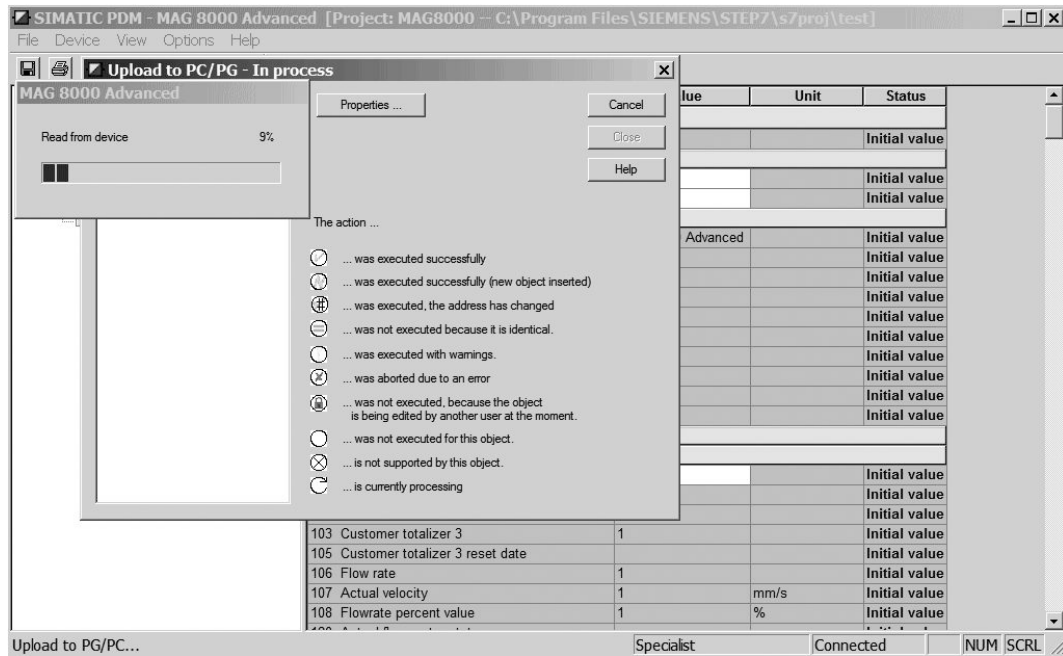 SIMATIC PDM - MAG 8000 Advanced [Project: MAG8000 -- C:\Program Files\SIEMENS\STEP7\s7proj\test]
File Device View Options Help
Upload to PC/PG - In process
MAG 8000 Advanced
Read from device 9%
Properties ...
Cancel
Close
Help
The action ...
... was executed successfully
... was executed successfully (new object inserted)
... was executed, the address has changed
... was not executed because it is identical.
... was executed with warnings.
... was aborted due to an error
... was not executed, because the object
is being edited by another user at the moment.
... was not executed for this object.
... is not supported by this object.
... is currently processing
lue Unit Status
Initial value
Initial value
Initial value
Advanced Initial value
Initial value
Initial value
Initial value
Initial value
Initial value
Initial value
Initial value
Initial value
Initial value
Initial value
Initial value
Initial value
103 Customer totalizer 3 1 Initial value
105 Customer totalizer 3 reset date Initial value
106 Flow rate 1 Initial value
107 Actual velocity 1 mm/s Initial value
108 Flowrate percent value 1 % Initial value
Upload to PG/PC... Specialist Connected NUM SCRL